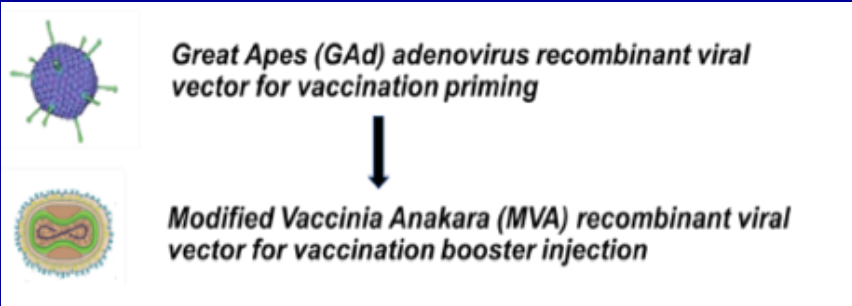 Great Apes (GAd) adenovirus recombinant viral
vector for vaccination priming
Modified Vaccinia Anakara (MVA) recombinant viral
vector for vaccination booster injection